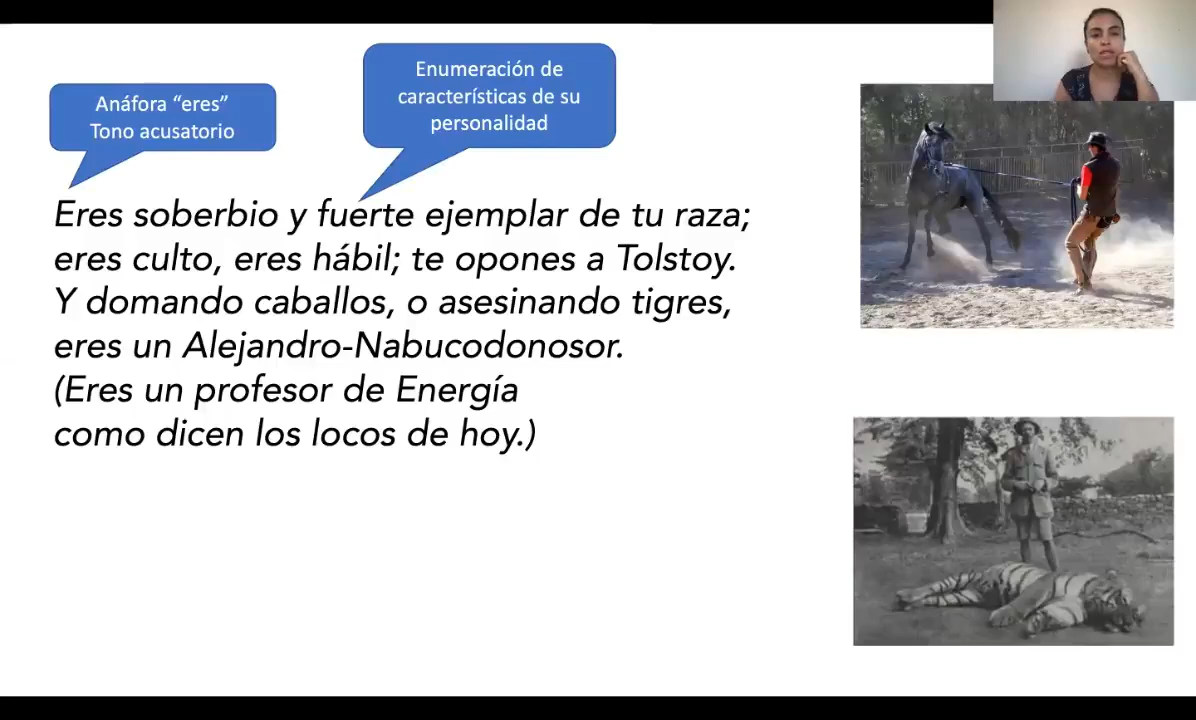 Anáfora “eres”
Tono acusatorio
Enumeración de
características de su
personalidad
Eres soberbio y fuerte ejemplar de tu raza;
eres culto, eres hábil; te opones a Tolstoy.
Y domando caballos, o asesinando tigres,
eres un Alejandro-Nabucodonosor.
(Eres un profesor de Energía
como dicen los locos de hoy.)